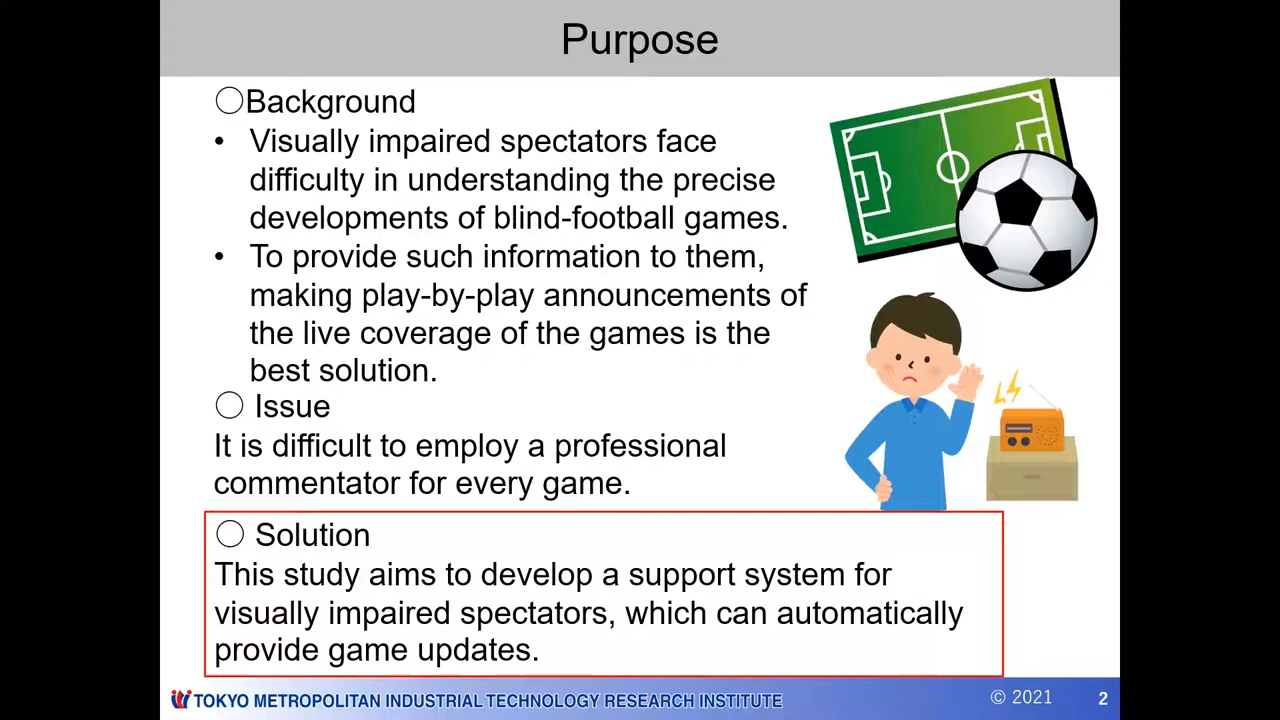 Purpose
○Background
• Visually impaired spectators face
difficulty in understanding the precise
developments of blind-football games.
• To provide such information to them,
making play-by-play announcements of
the live coverage of the games is the
best solution.
○ Issue
It is difficult to employ a professional
commentator for every game.
○ Solution
This study aims to develop a support system for
visually impaired spectators, which can automatically
provide game updates.
TOKYO METROPOLITAN INDUSTRIAL TECHNOLOGY RESEARCH INSTITUTE
© 2021
2